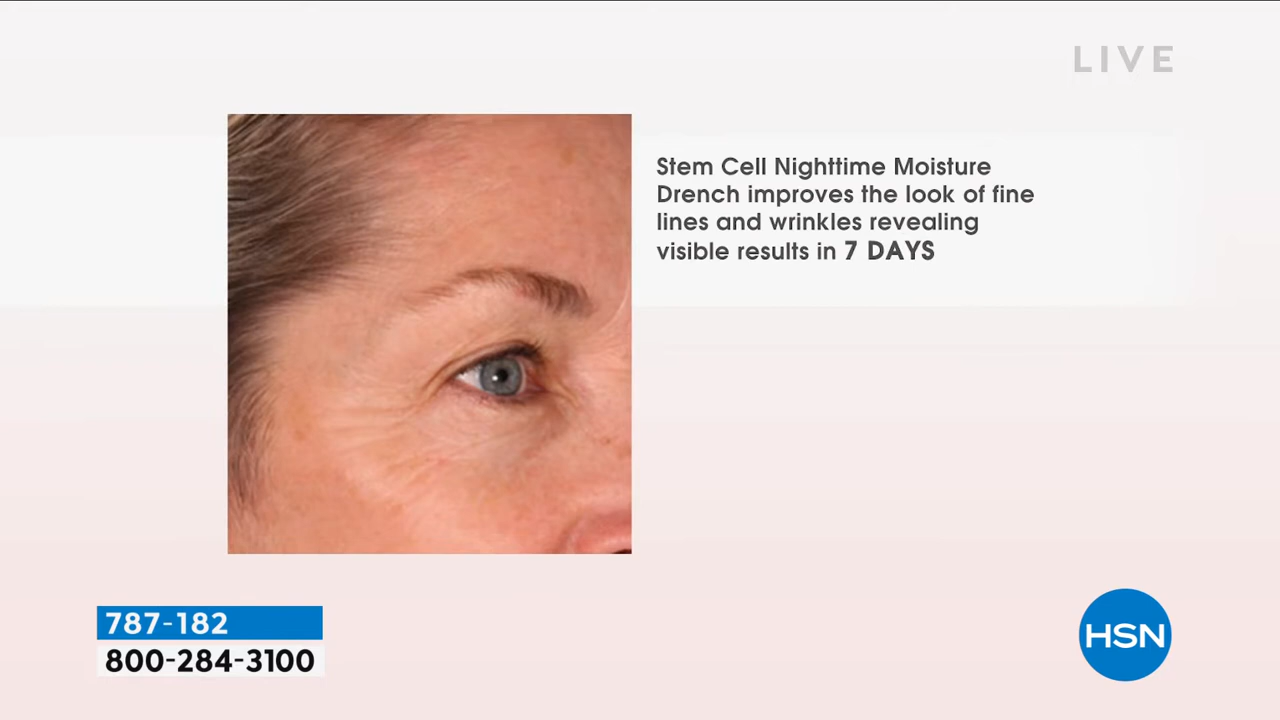 LIVE
Stem Cell Nighttime Moisture
Drench improves the look of fine
lines and wrinkles revealing
visible results in 7 DAYS
787-182
800-284-3100
HSN